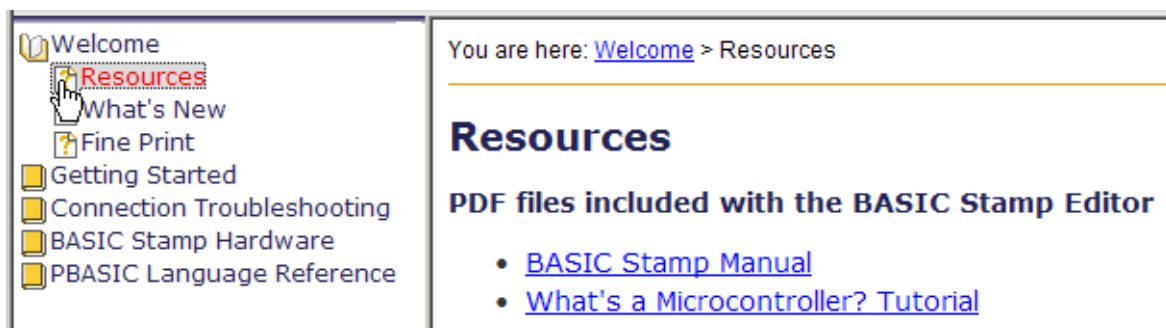 Welcome
Resources
What's New
Fine Print
Getting Started
Connection Troubleshooting
BASIC Stamp Hardware
PBASIC Language Reference
You are here: Welcome > Resources
Resources
PDF files included with the BASIC Stamp Editor
• BASIC Stamp Manual
• What's a Microcontroller? Tutorial